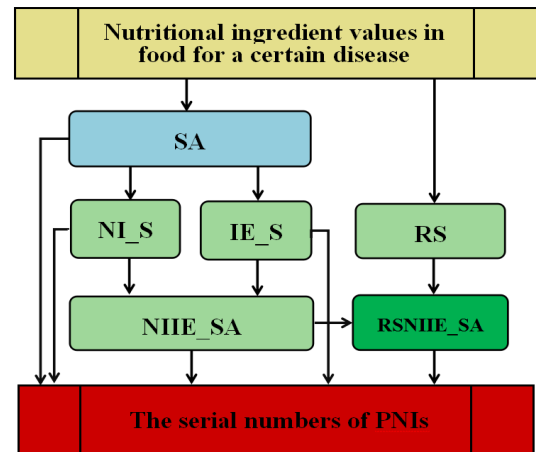 Nutritional ingredient values in
food for a certain disease
SA
NI_S
IE_S
RS
NIIE_SA
RSNIIE_SA
The serial numbers of PNIs